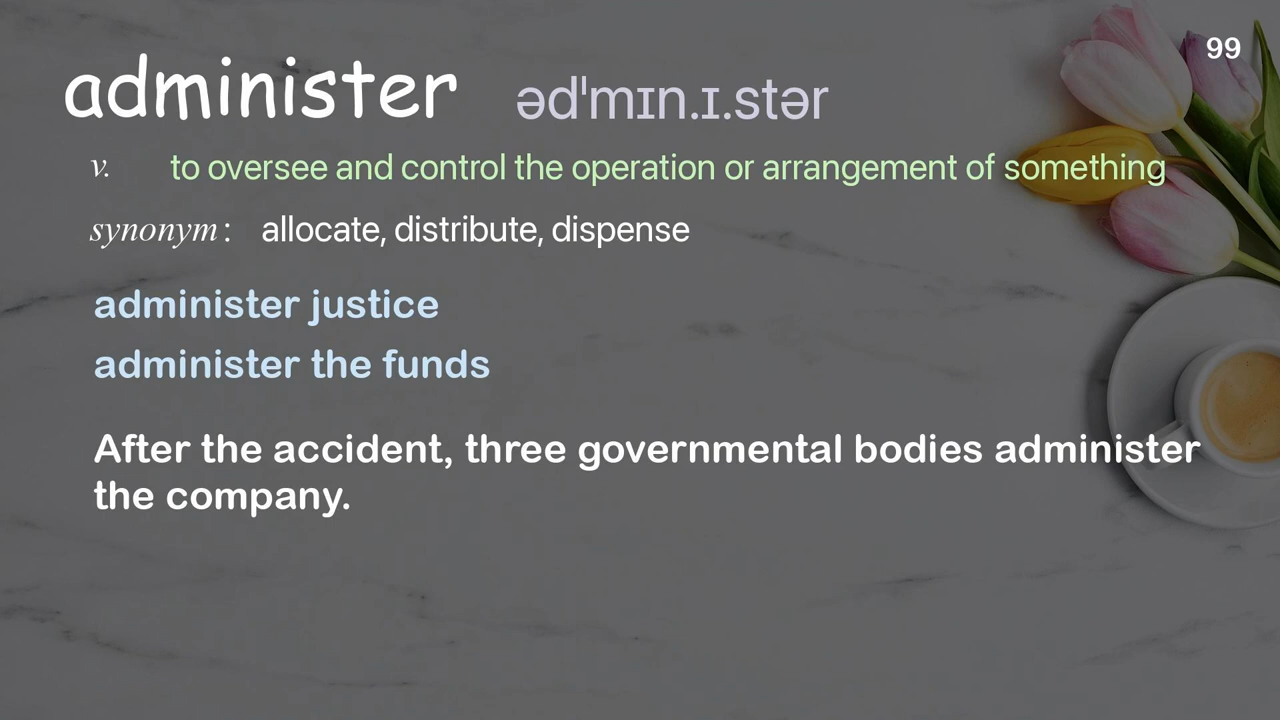 99
administer əd'mɪn.ɪ.stər
v. to oversee and control the operation or arrangement of something
synonym: allocate, distribute, dispense
administer justice
administer the funds
After the accident, three governmental bodies administer
the company.